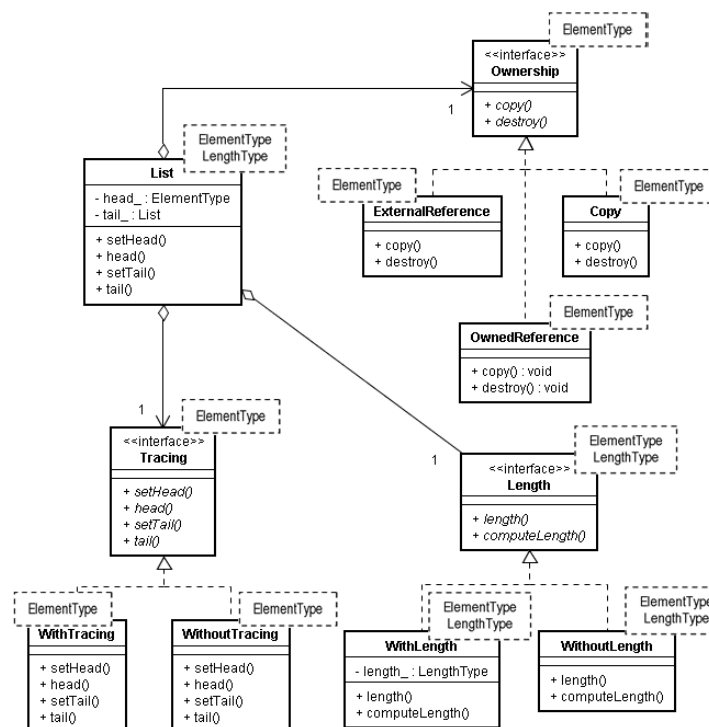 ElementType
<<interface>>
Ownership
+ copy()
+ destroy()
1
ElementType
LengthType
List
- head_ : ElementType
- tail_ : List
+ setHead()
+ head()
+ setTail()
+ tail()
ElementType
ExternalReference
+ copy()
+ destroy()
ElementType
Copy
+ copy()
+ destroy()
ElementType
OwnedReference
+ copy() : void
+ destroy() : void
1
ElementType
<<interface>>
Tracing
+ setHead()
+ head()
+ setTail()
+ tail()
1
ElementType
LengthType
<<interface>>
Length
+ length()
+ computeLength()
ElementType
WithTracing
+ setHead()
+ head()
+ setTail()
+ tail()
ElementType
WithoutTracing
+ setHead()
+ head()
+ setTail()
+ tail()
ElementType
LengthType
WithLength
- length_ : LengthType
+ length()
+ computeLength()
ElementType
LengthType
WithoutLength
+ length()
+ computeLength()